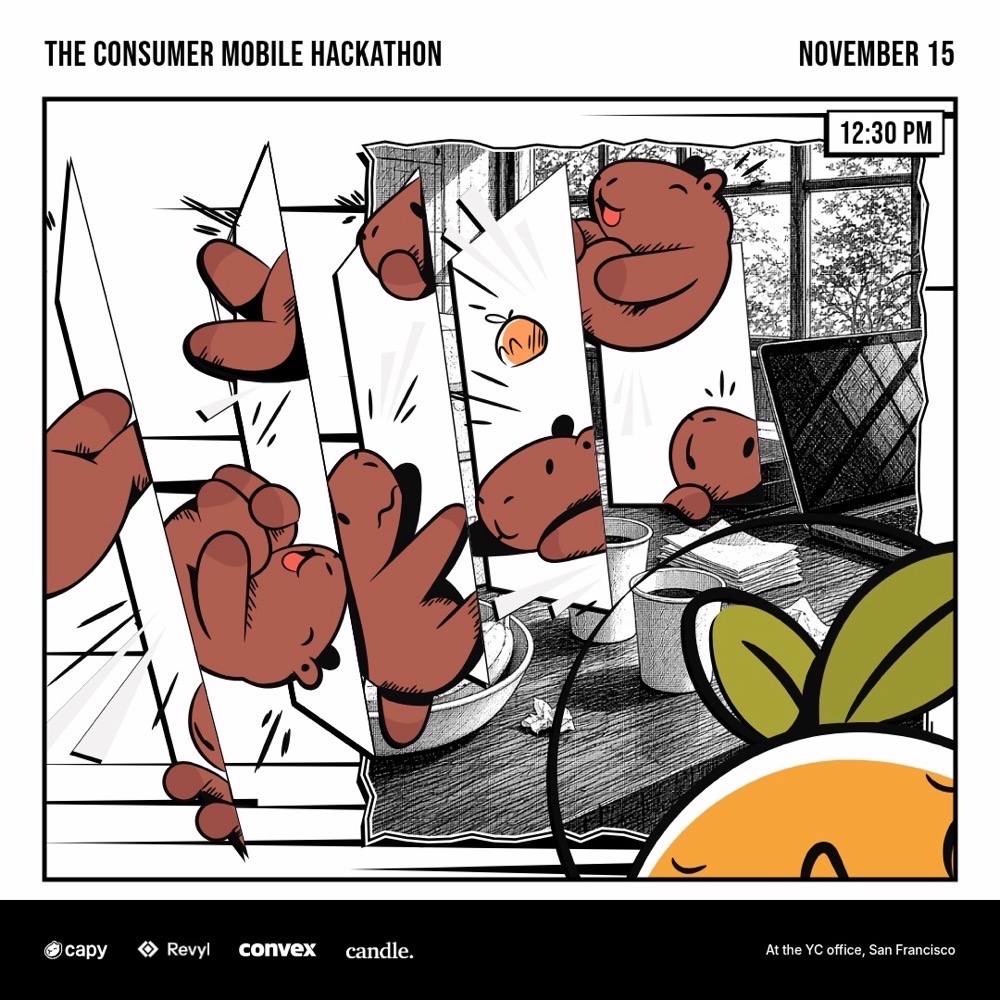 THE CONSUMER MOBILE HACKATHON
NOVEMBER 15
12:30 PM
capy
Revyl
convex
candle.
At the YC office, San Francisco